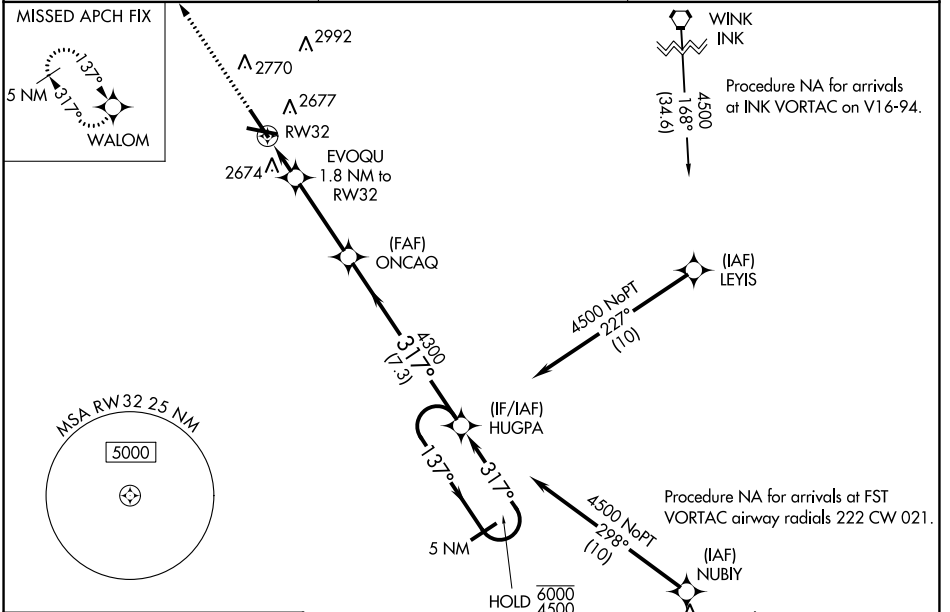 MISSED APCH FIX
137°
317°
5 NM
WALOM
2992
2770
2677
RW32
2674
EVOQU
1.8 NM to
RW32
(FAF)
ONCAQ
WINK
INK
4500
168°
(34.6)
Procedure NA for arrivals
at INK VORTAC on V16-94.
(IAF)
LEYIS
4500 NoPT
227°
(10)
4300
317°
(7.3)
(IF/IAF)
HUGPA
137°
317°
5 NM
HOLD 6000
4500
MSA RW32 25 NM
5000
4500 NoPT
298°
(10)
Procedure NA for arrivals at FST
VORTAC airway radials 222 CW 021.
(IAF)
NUBIY